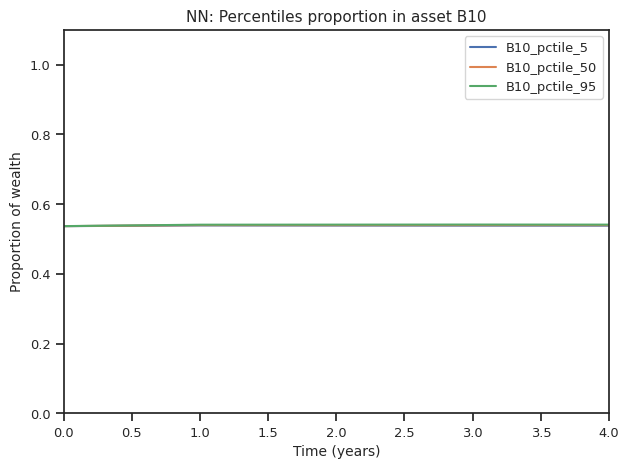 NN: Percentiles proportion in asset B10
B10_pctile_5
B10_pctile_50
B10_pctile_95
Proportion of wealth
1.0
0.8
0.6
0.4
0.2
0.0
0.0 0.5 1.0 1.5 2.0 2.5 3.0 3.5 4.0
Time (years)